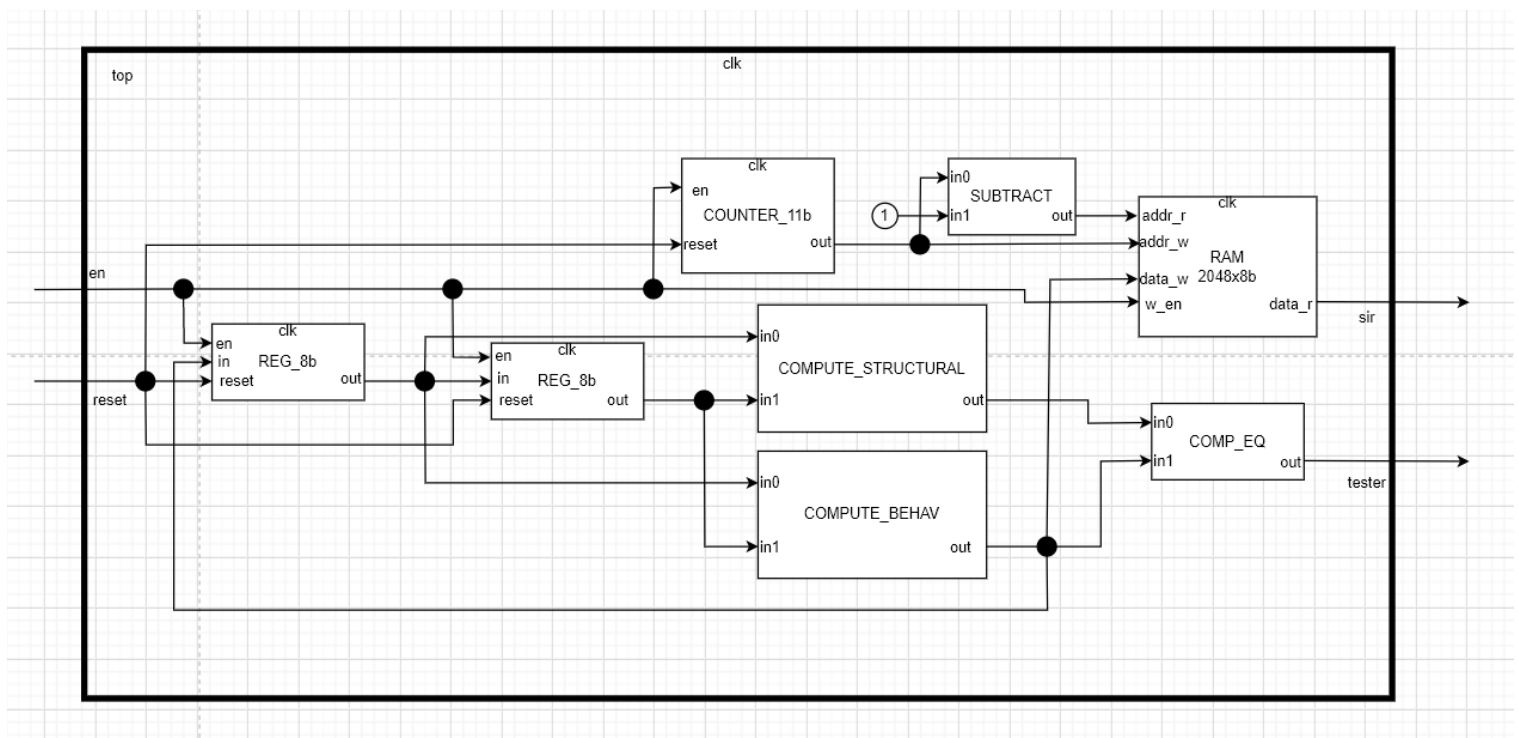 clk
top
clk
en
COUNTER_11b
reset
out
1
in0
SUBTRACT
in1
out
clk
addr_r
addr_w
RAM
2048x8b
data_w
w_en
data_r
sir
en
reset
clk
en
in
REG_8b
reset
out
clk
en
in
REG_8b
reset
out
in0
COMPUTE_STRUCTURAL
in1
out
in0
COMPUTE_BEHAV
in1
out
in0
COMP_EQ
in1
out
tester